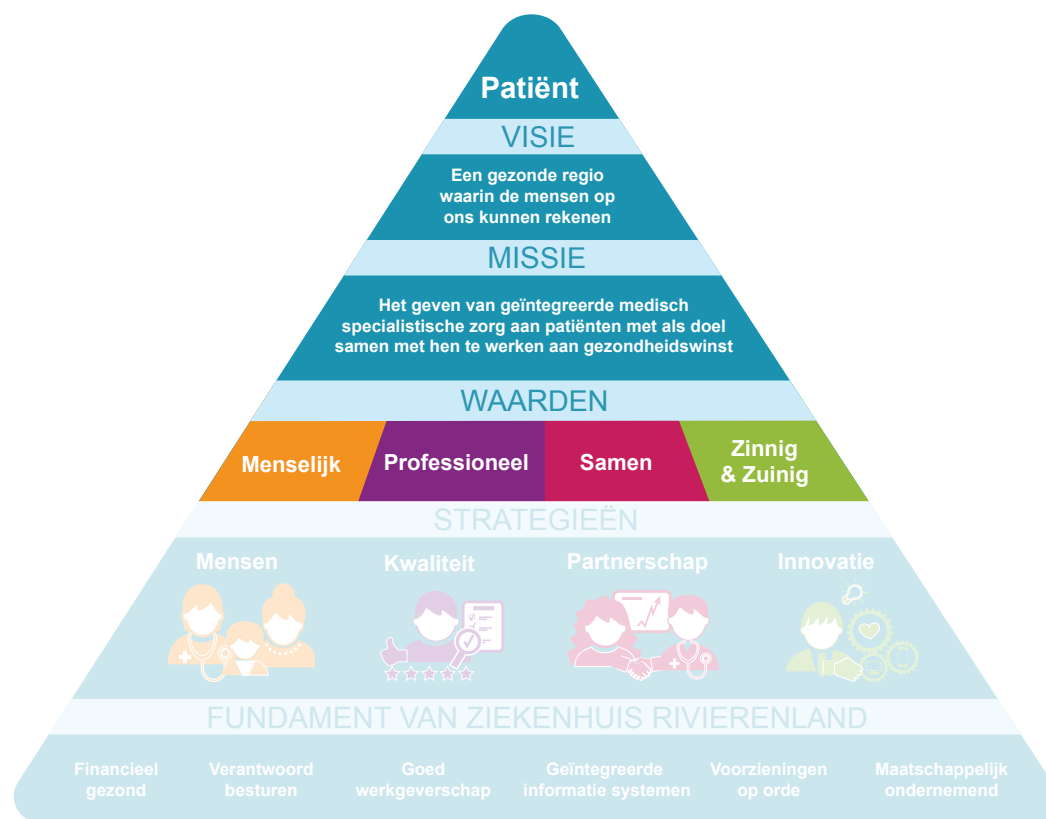 Patiënt
VISIE
Een gezonde regio
waarin de mensen op
ons kunnen rekenen
MISSIE
Het geven van geïntegreerde medisch
specialistische zorg aan patiënten met als doel
samen met hen te werken aan gezondheidswinst
WAARDEN
Menselijk
Professioneel
Samen
Zinnig
& Zuinig
STRATEGIEËN
Mensen
Kwaliteit
Partnerschap
Innovatie
FUNDAMENT VAN ZIEKENHUIS RIVIERENLAND
Financieel
gezond
Verantwoord
besturen
Goed
werkgeverschap
Geïntegreerde
informatie systemen
Voorzieningen
op orde
Maatschappelijk
ondernemend